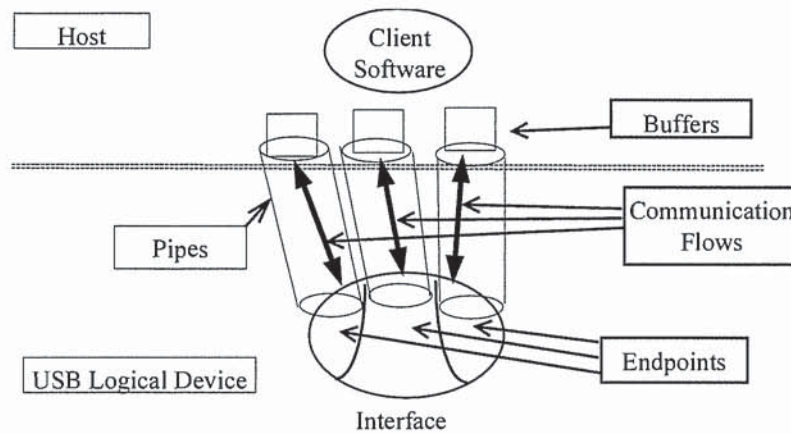 Host
Client
Software
Buffers
Communication
Flows
Pipes
Endpoints
USB Logical Device
Interface